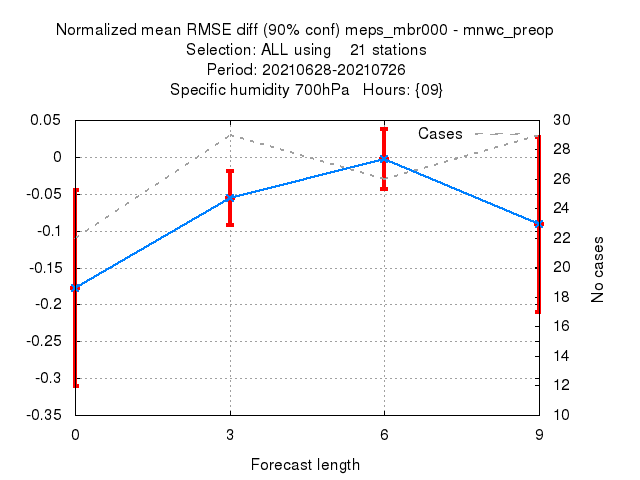 Normalized mean RMSE diff (90% conf) meps_mbr000 - mnwc_preop
Selection: ALL using 21 stations
Period: 20210628-20210726
Specific humidity 700hPa Hours: {09}
Cases
0.05
0
-0.05
-0.1
-0.15
-0.2
-0.25
-0.3
-0.35
30
28
26
24
22
20
18
16
14
12
10
No cases
0 3 6 9
Forecast length